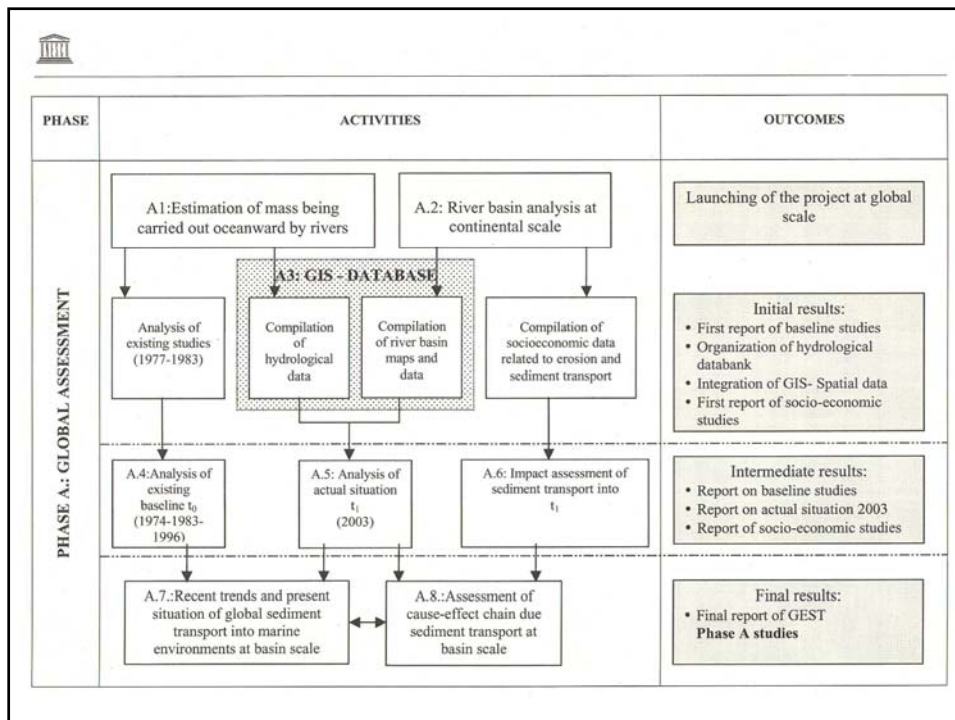 PHASE
ACTIVITIES
OUTCOMES
PHASE A.: GLOBAL ASSESSMENT
A1:Estimation of mass being
carried out oceanward by rivers
A.2: River basin analysis at
continental scale
Launching of the project at global
scale
A3: GIS - DATABASE
Analysis of
existing studies
(1977-1983)
Compilation
of
hydrological
data
Compilation
of river basin
maps and
data
Compilation of
socioeconomic data
related to erosion and
sediment transport
Initial results:
• First report of baseline studies
• Organization of hydrological
databank
• Integration of GIS- Spatial data
• First report of socio-economic
studies
A.4:Analysis of
existing
baseline t0
(1974-1983-
1996)
A.5: Analysis of
actual situation
t1
(2003)
A.6: Impact assessment of
sediment transport into
t1
Intermediate results:
• Report on baseline studies
• Report on actual situation 2003
• Report of socio-economic studies
A.7.:Recent trends and present
situation of global sediment
transport into marine
environments at basin scale
A.8.:Assessment of
cause-effect chain due
sediment transport at
basin scale
Final results:
• Final report of GEST
Phase A studies